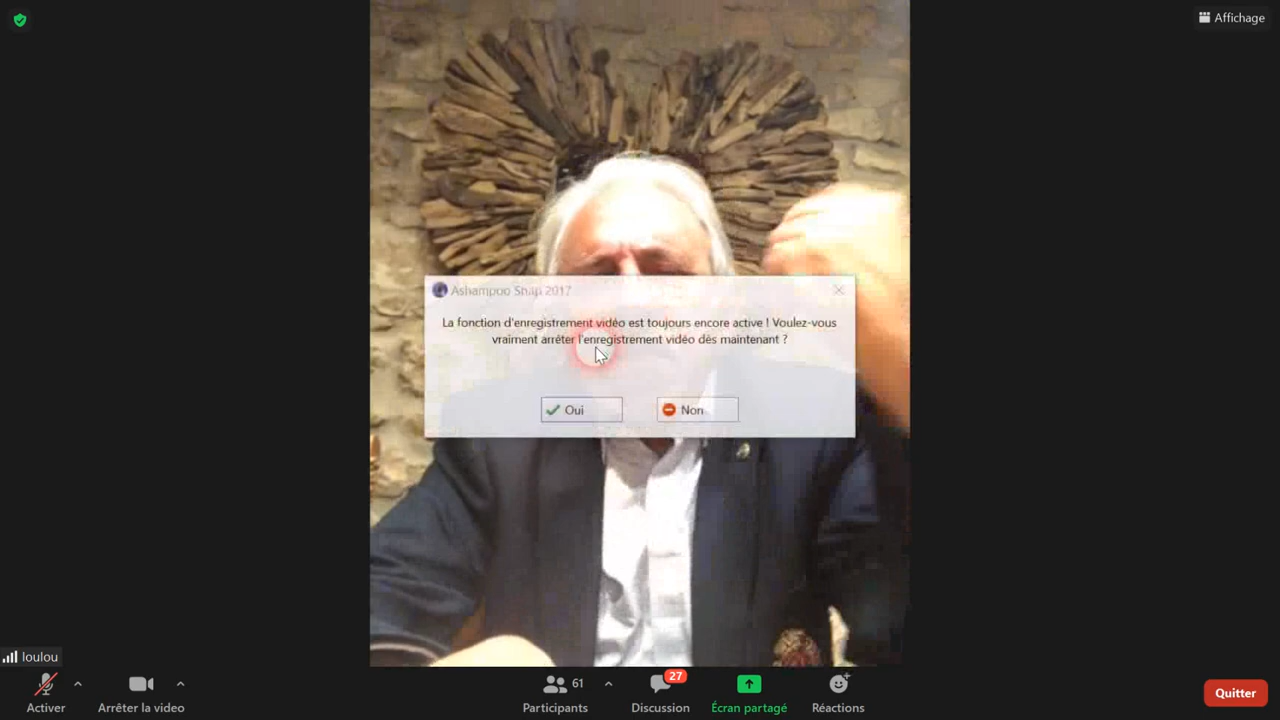 Affichage
Ashampoo Snap 2017
La fonction d'enregistrement vidéo est toujours encore active ! Voulez-vous
vraiment arrêter l'enregistrement vidéo dès maintenant ?
Oui
Non
loulou
61
27
Activer
Arrêter la video
Participants
Discussion
Écran partagé
Réactions
Quitter